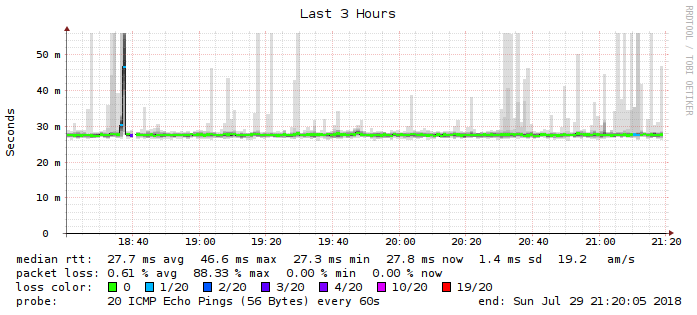 Last 3 Hours
RRDTOOL / TOBI OETIKER
Seconds
50 m
40 m
30 m
20 m
10 m
0
18:40 19:00 19:20 19:40 20:00 20:20 20:40 21:00 21:20
median rtt: 27.7 ms avg 46.6 ms max 27.3 ms min 27.8 ms now 1.4 ms sd 19.2 am/s
packet loss: 0.61 % avg 88.33 % max 0.00 % min 0.00 % now
loss color: 0 1/20 2/20 3/20 4/20 10/20 19/20
probe: 20 ICMP Echo Pings (56 Bytes) every 60s end: Sun Jul 29 21:20:05 2018